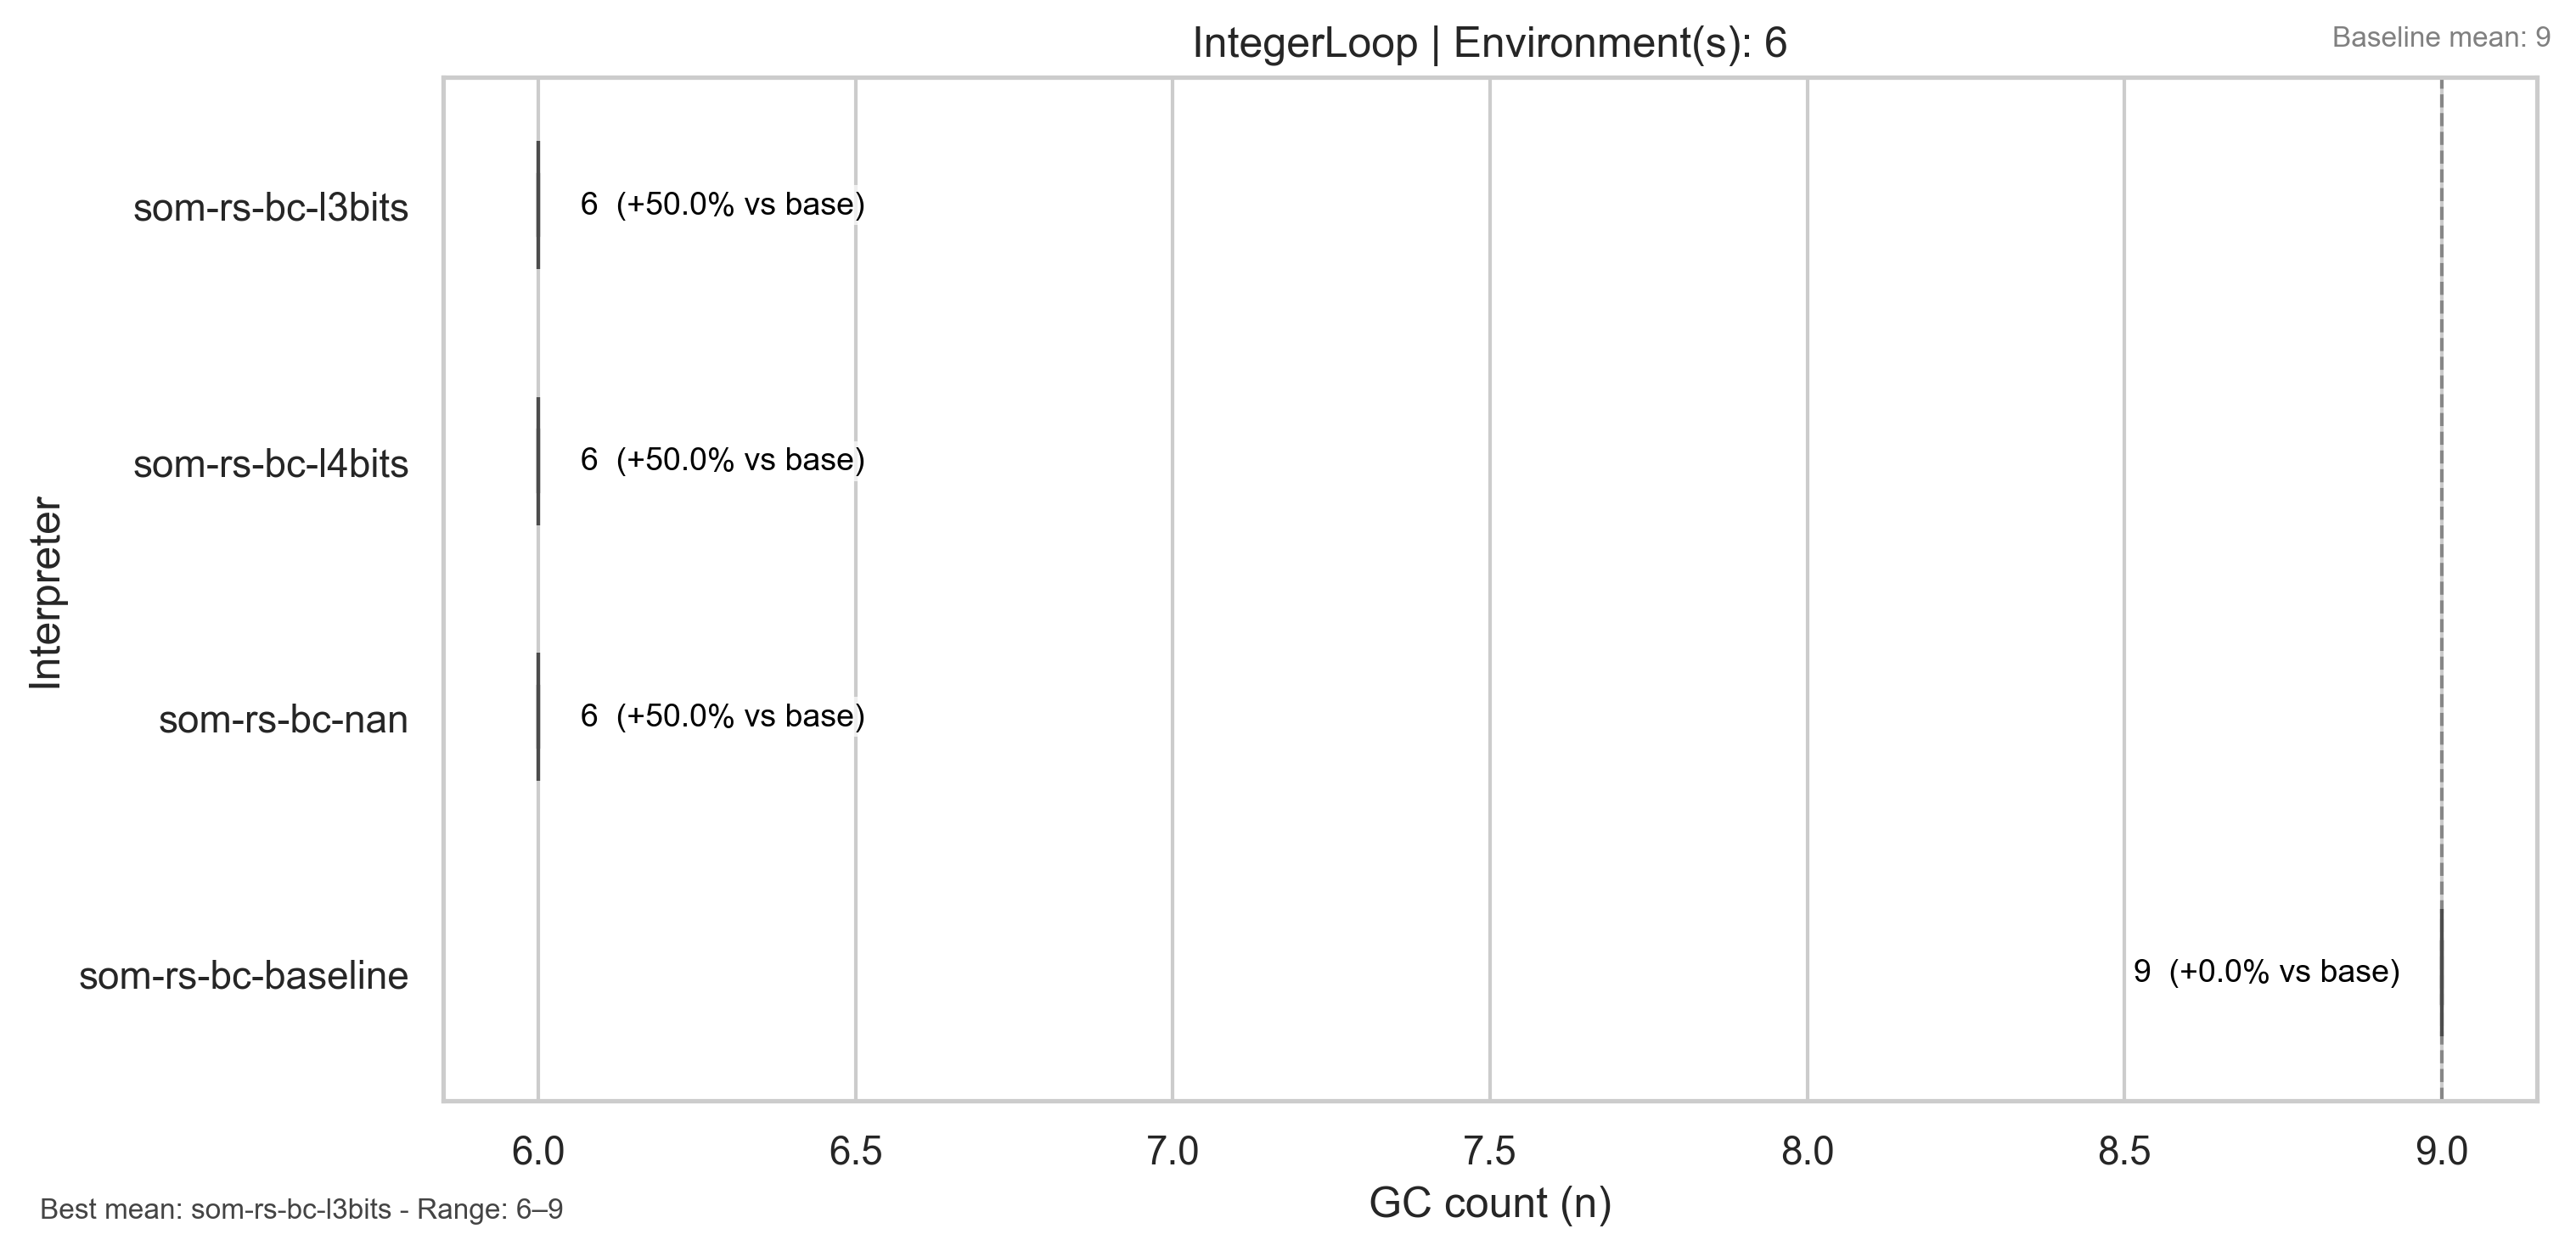 IntegerLoop | Environment(s): 6
Baseline mean: 9
Interpreter
som-rs-bc-l3bits
6 (+50.0% vs base)
som-rs-bc-l4bits
6 (+50.0% vs base)
som-rs-bc-nan
6 (+50.0% vs base)
som-rs-bc-baseline
9 (+0.0% vs base)
6.0 6.5 7.0 7.5 8.0 8.5 9.0
GC count (n)
Best mean: som-rs-bc-l3bits - Range: 6–9